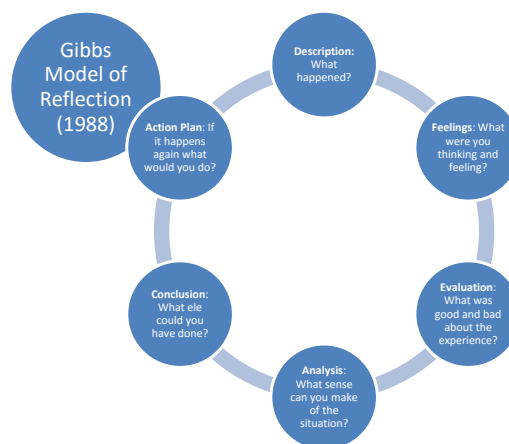 Gibbs
Model of
Reflection
(1988)
Description:
What
happened?
Feelings: What
were you
thinking and
feeling?
Evaluation:
What was
good and bad
about the
experience?
Analysis:
What sense
can you make
of the
situation?
Conclusion:
What ele
could you
have done?
Action Plan: If
it happens
again what
would you do?